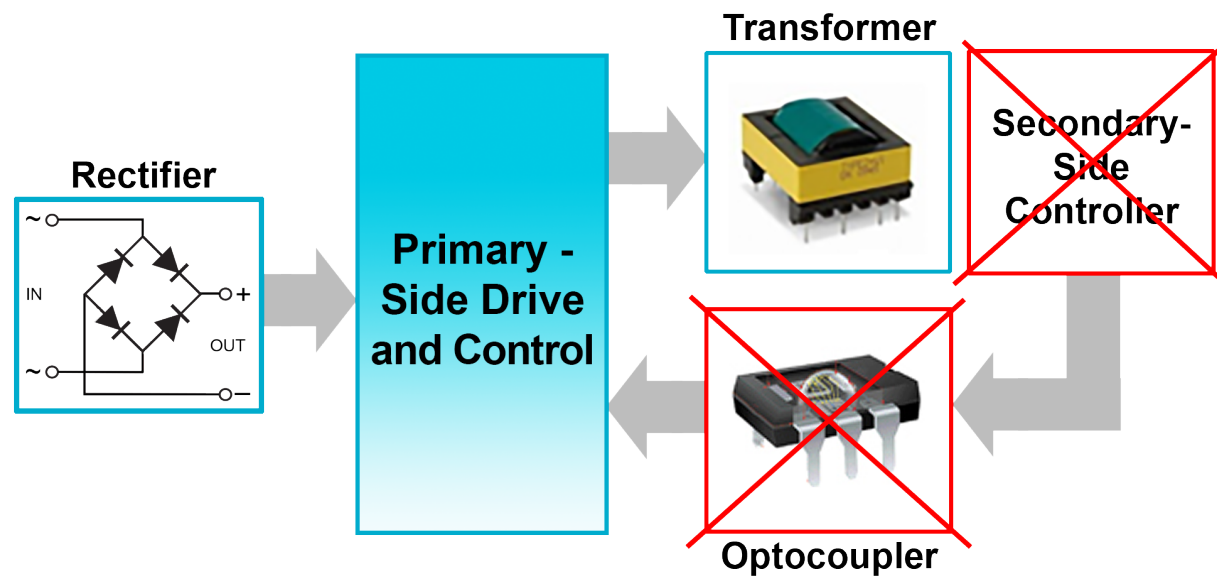 Transformer
Secondary-
Side
Controller
Rectifier
~
+
IN
OUT
~
–
Primary -
Side Drive
and Control
Optocoupler